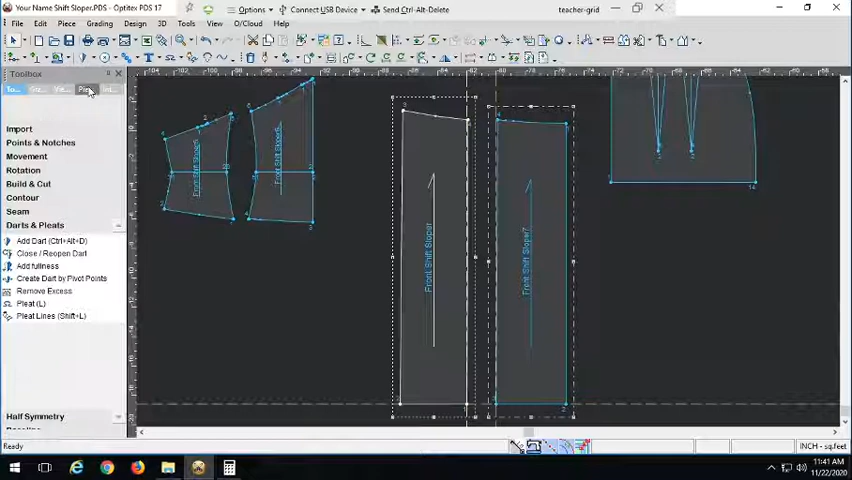 Your Name Shift Sloper.PDS - Optitex PDS 17
Options
Connect USB Device
Send Ctrl-Alt-Delete
teacher-grid
File Edit Piece Grading Design 3D Tools View O/Cloud Help
Toolbox
Import
Points & Notches
Movement
Rotation
Build & Cut
Contour
Seam
Darts & Pleats
Add Dart (Ctrl+Alt+D)
Close / Reopen Dart
Add fullness
Create Dart by Pivot Points
Remove Excess
Pleat (L)
Pleat Lines (Shift+L)
Half Symmetry
Front Shift Sloper
Front Shift Sloper7
Ready
INCH - sq.feet
11:41 AM
11/22/2020